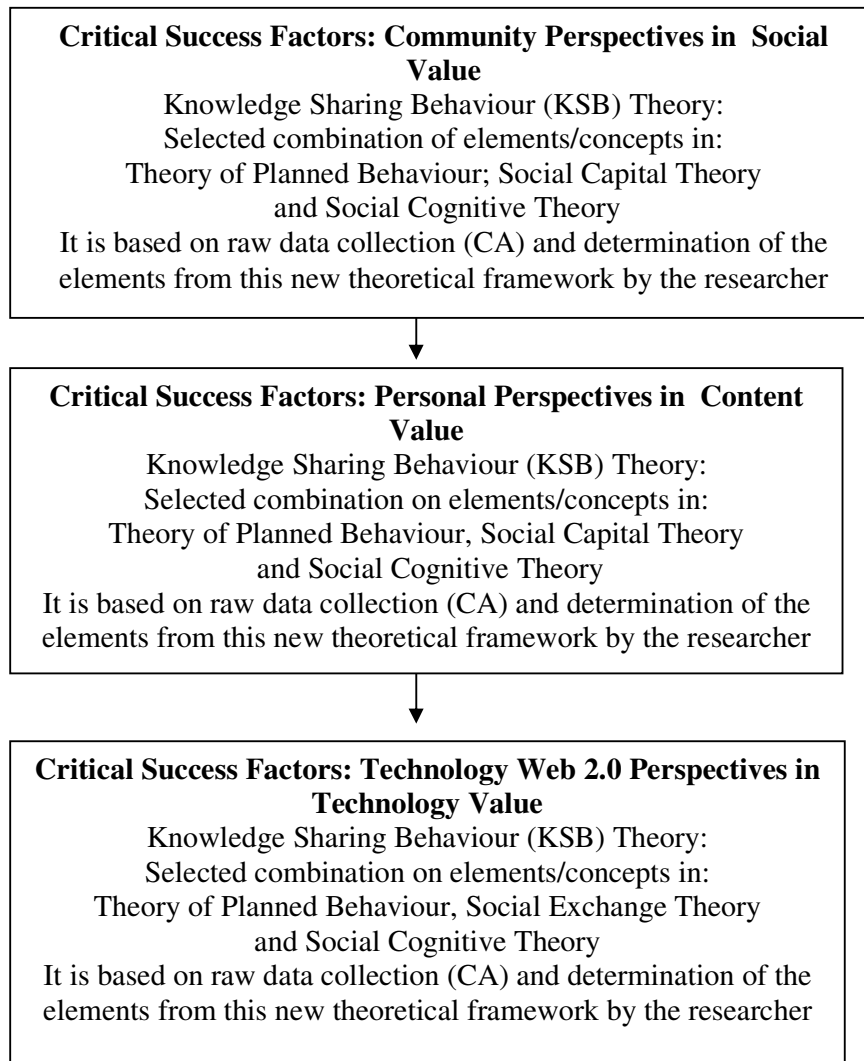 Critical Success Factors: Community Perspectives in Social
Value
Knowledge Sharing Behaviour (KSB) Theory:
Selected combination of elements/concepts in:
Theory of Planned Behaviour; Social Capital Theory
and Social Cognitive Theory
It is based on raw data collection (CA) and determination of the
elements from this new theoretical framework by the researcher
Critical Success Factors: Personal Perspectives in Content
Value
Knowledge Sharing Behaviour (KSB) Theory:
Selected combination on elements/concepts in:
Theory of Planned Behaviour, Social Capital Theory
and Social Cognitive Theory
It is based on raw data collection (CA) and determination of the
elements from this new theoretical framework by the researcher
Critical Success Factors: Technology Web 2.0 Perspectives in
Technology Value
Knowledge Sharing Behaviour (KSB) Theory:
Selected combination on elements/concepts in:
Theory of Planned Behaviour, Social Exchange Theory
and Social Cognitive Theory
It is based on raw data collection (CA) and determination of the
elements from this new theoretical framework by the researcher